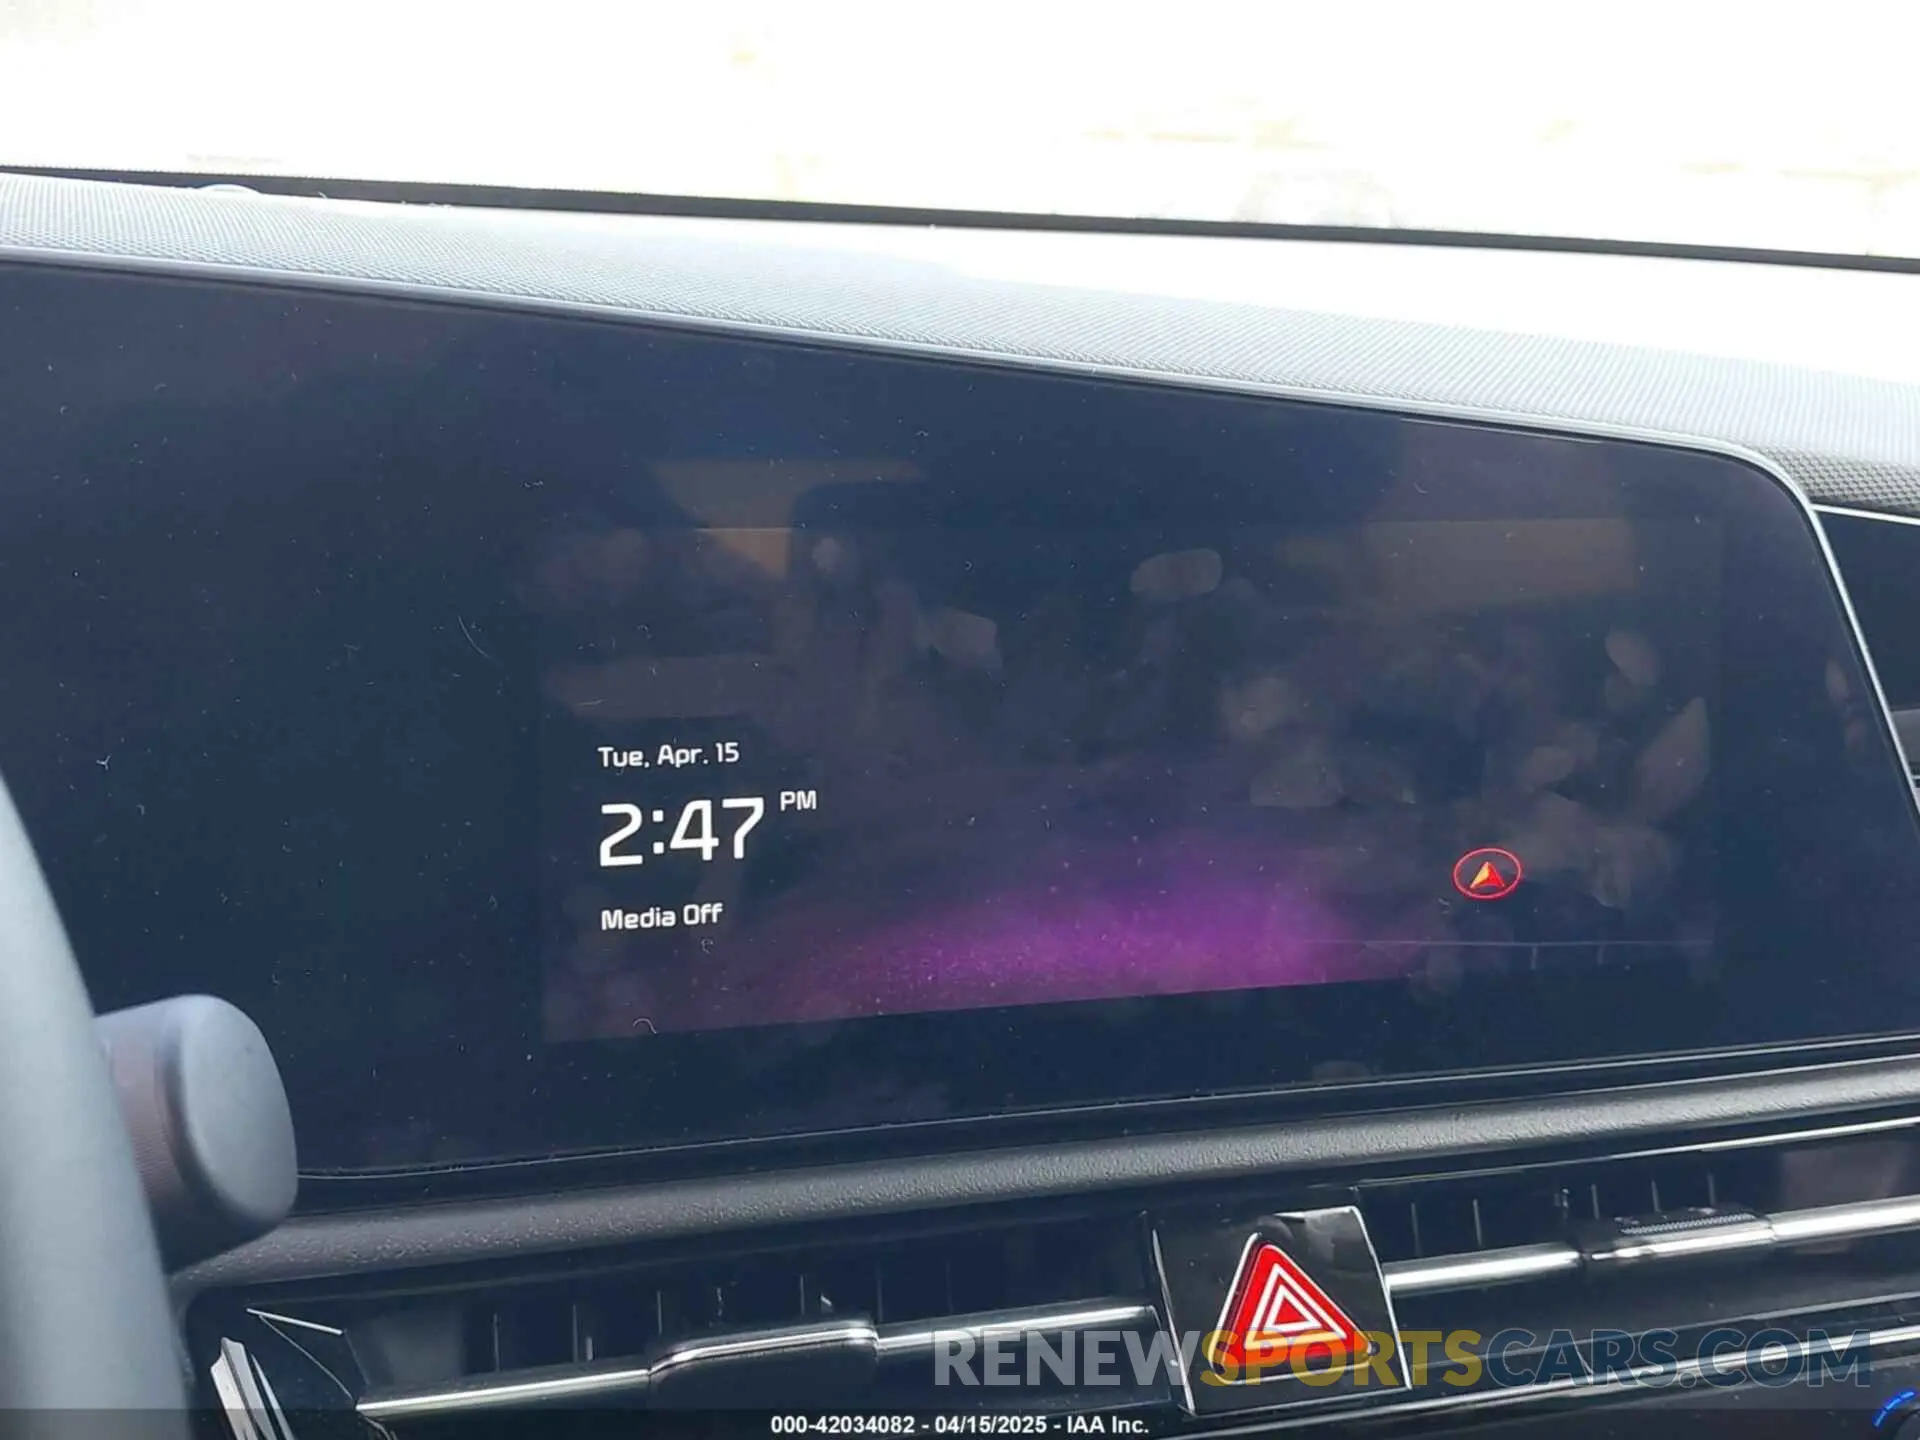 Tue, Apr. 15
2:47 PM
Media Off
RENEWSPORTSCARS.COM
000-42034082 - 04/15/2025 - IAA Inc.